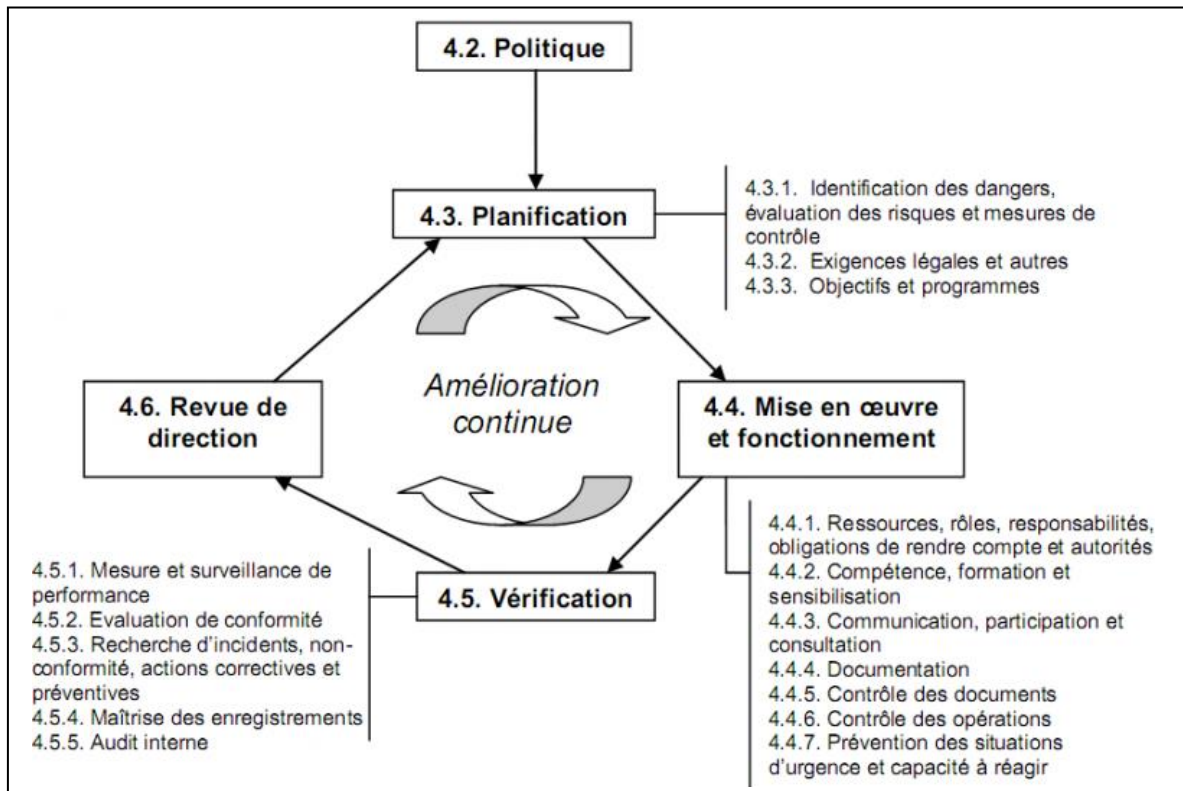 4.2. Politique
4.3. Planification
4.3.1. Identification des dangers,
évaluation des risques et mesures de
contrôle
4.3.2. Exigences légales et autres
4.3.3. Objectifs et programmes
Amélioration
continue
4.6. Revue de
direction
4.4. Mise en œuvre
et fonctionnement
4.4.1. Ressources, rôles, responsabilités,
obligations de rendre compte et autorités
4.4.2. Compétence, formation et
sensibilisation
4.4.3. Communication, participation et
consultation
4.4.4. Documentation
4.4.5. Contrôle des documents
4.4.6. Contrôle des opérations
4.4.7. Prévention des situations
d'urgence et capacité à réagir
4.5. Vérification
4.5.1. Mesure et surveillance de
performance
4.5.2. Evaluation de conformité
4.5.3. Recherche d'incidents, non-
conformité, actions correctives et
préventives
4.5.4. Maîtrise des enregistrements
4.5.5. Audit interne